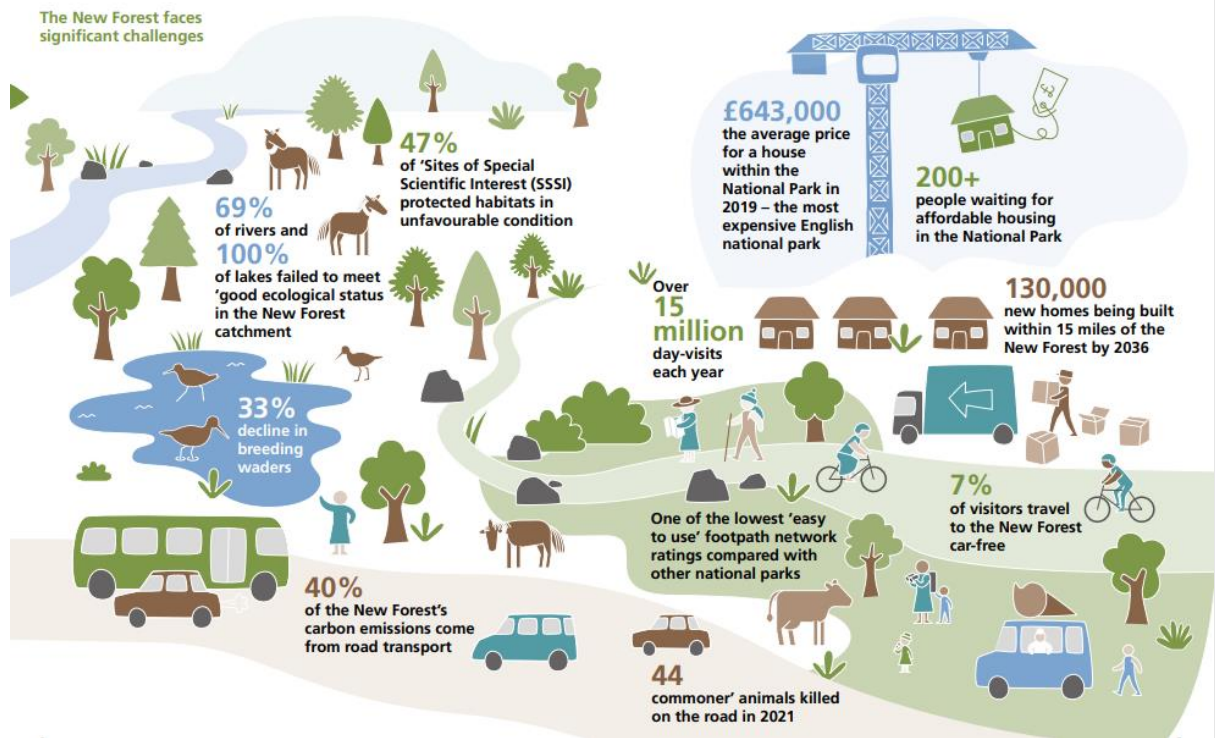 The New Forest faces
significant challenges
47%
of ‘Sites of Special
Scientific Interest (SSSI)
protected habitats in
unfavourable condition
69%
of rivers and
100%
of lakes failed to meet
‘good ecological status
in the New Forest
catchment
33%
decline in
breeding
waders
£643,000
the average price
for a house
within the
National Park in
2019 – the most
expensive English
national park
£
200+
people waiting for
affordable housing
in the National Park
Over
15
million
day-visits
each year
130,000
new homes being built
within 15 miles of the
New Forest by 2036
7%
of visitors travel
to the New Forest
car-free
One of the lowest ‘easy
to use’ footpath network
ratings compared with
other national parks
40%
of the New Forest’s
carbon emissions come
from road transport
44
commoner’ animals killed
on the road in 2021